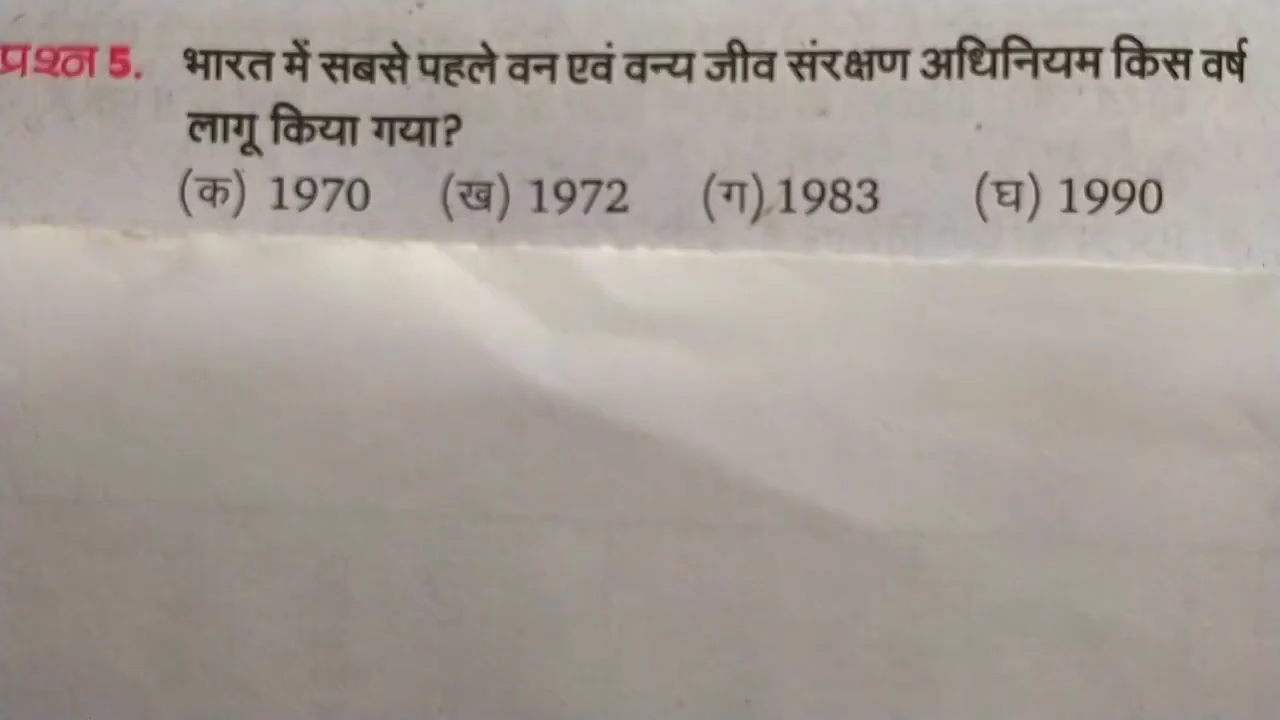 प्रश्न 5. भारत में सबसे पहले वन एवं वन्य जीव संरक्षण अधिनियम किस वर्ष
लागू किया गया?
(क) 1970 (ख) 1972 (ग) 1983 (घ) 1990